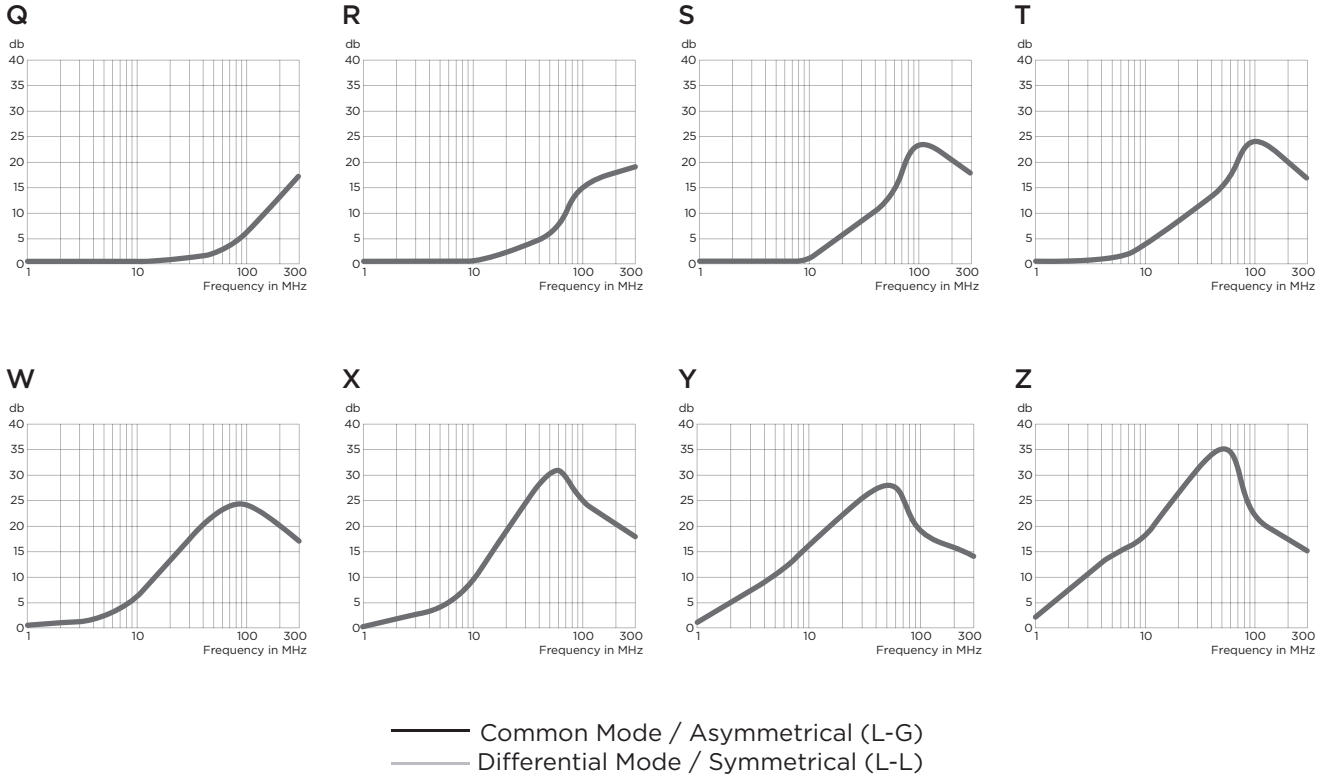 Q
db
40
35
30
25
20
15
10
5
0
1 10 100 300
Frequency in MHz
R
db
40
35
30
25
20
15
10
5
0
1 10 100 300
Frequency in MHz
S
db
40
35
30
25
20
15
10
5
0
1 10 100 300
Frequency in MHz
T
db
40
35
30
25
20
15
10
5
0
1 10 100 300
Frequency in MHz
W
db
40
35
30
25
20
15
10
5
0
1 10 100 300
Frequency in MHz
X
db
40
35
30
25
20
15
10
5
0
1 10 100 300
Frequency in MHz
Y
db
40
35
30
25
20
15
10
5
0
1 10 100 300
Frequency in MHz
Z
db
40
35
30
25
20
15
10
5
0
1 10 100 300
Frequency in MHz
Common Mode / Asymmetrical (L-G)
Differential Mode / Symmetrical (L-L)